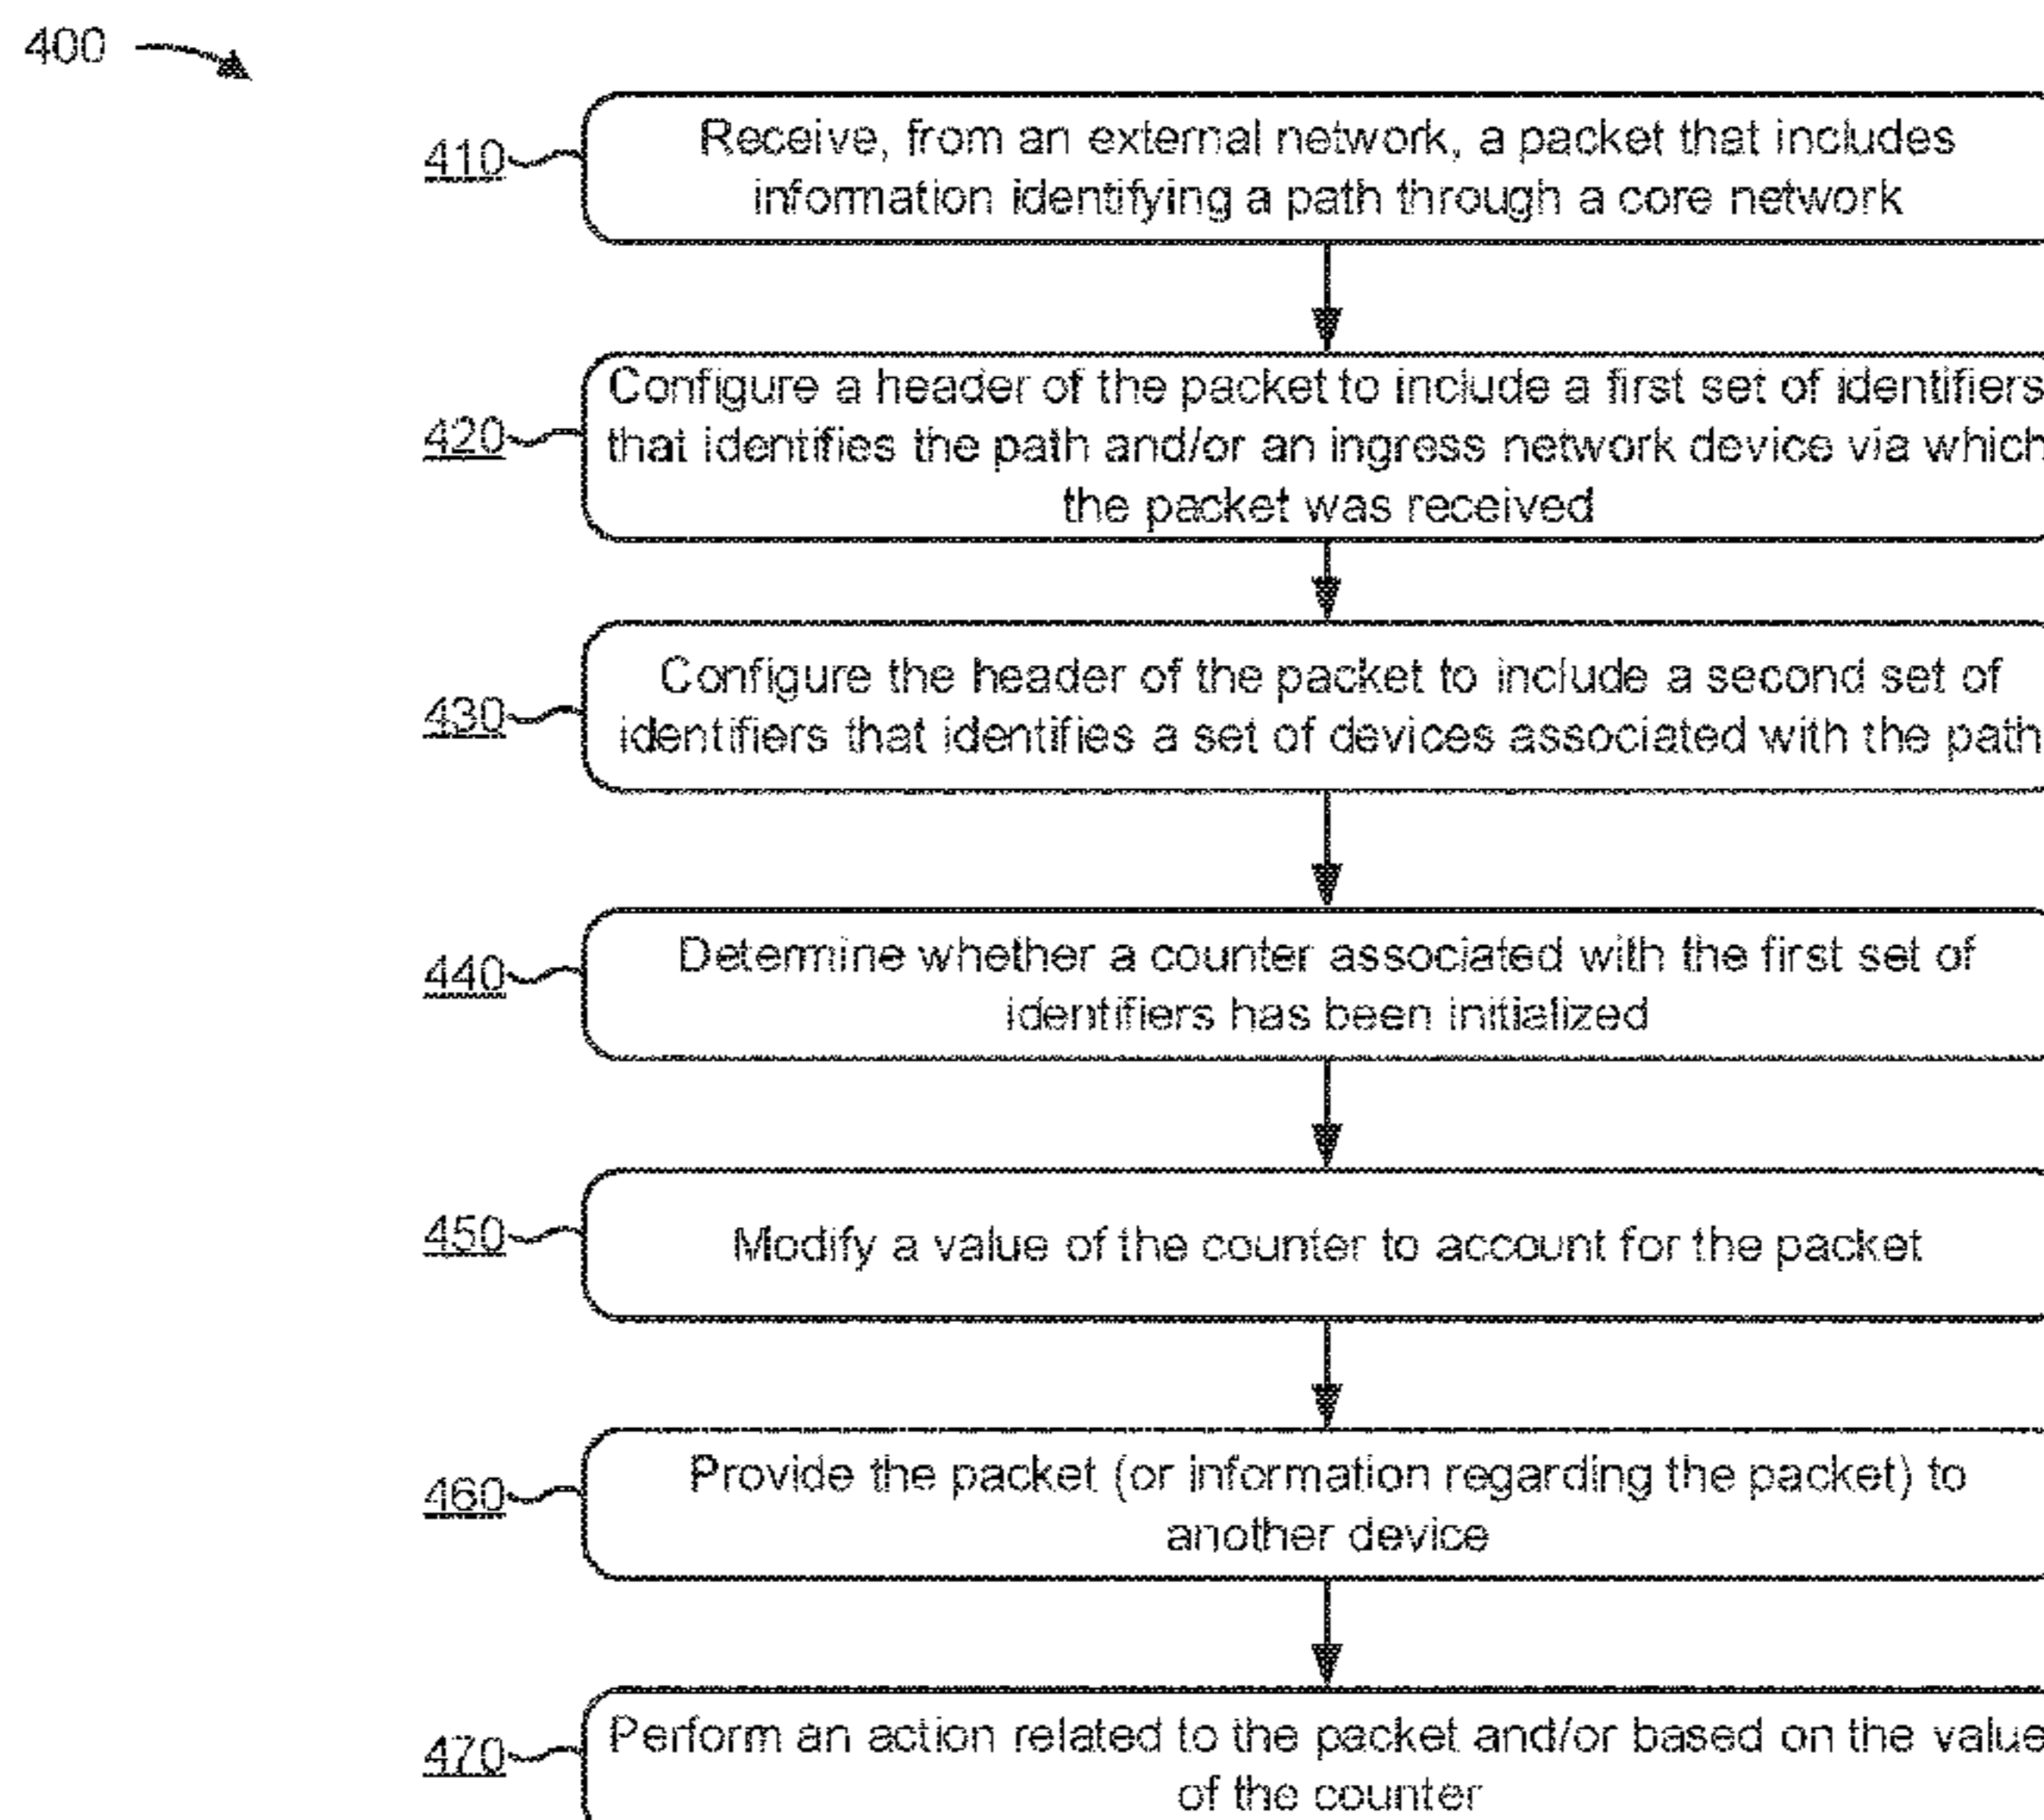 400
410
Receive, from an external network, a packet that includes
information identifying a path through a core network
420
Configure a header of the packet to include a first set of identifiers
that identifies the path and/or an ingress network device via which
the packet was received
430
Configure the header of the packet to include a second set of
identifiers that identifies a set of devices associated with the path
440
Determine whether a counter associated with the first set of
identifiers has been initialized
450
Modify a value of the counter to account for the packet
460
Provide the packet (or information regarding the packet) to
another device
470
Perform an action related to the packet and/or based on the value
of the counter